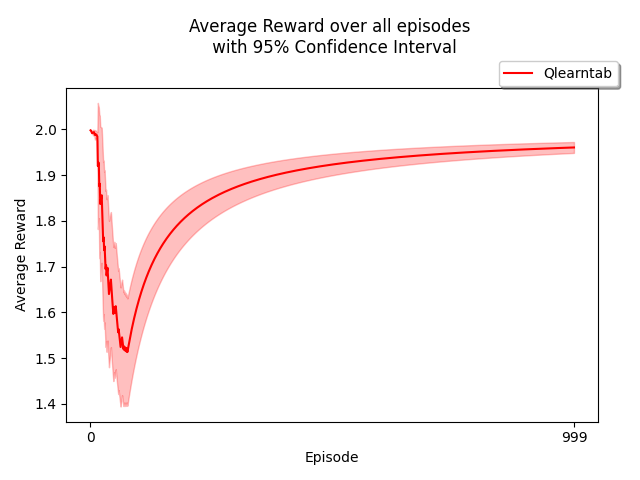 Average Reward over all episodes
with 95% Confidence Interval
Qlearntab
Average Reward
2.0
1.9
1.8
1.7
1.6
1.5
1.4
0
999
Episode